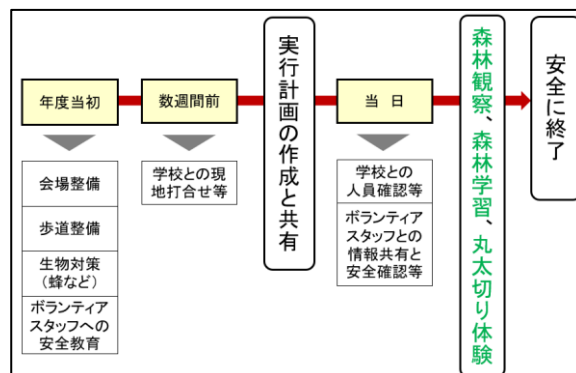 年度当初
会場整備
歩道整備
生物対策
(蜂など)
ボランティア
スタッフへの
安全教育
数週間前
学校との現
地打合せ等
実行計画の作成と共有
当 日
学校との
人員確認等
ボランティア
スタッフとの
情報共有と
安全確認等
森林観察、森林学習、丸太切り体験
安全に終了